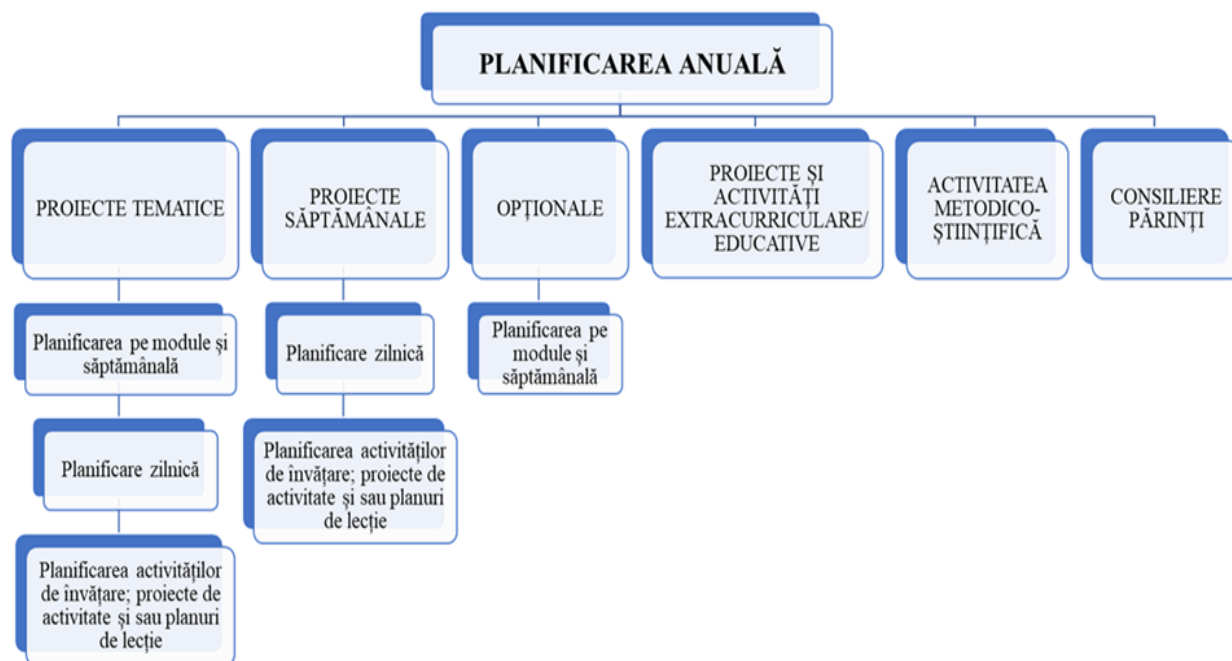 PLANIFICAREA ANUALĂ
PROIECTE TEMATICE
PROIECTE
SĂPTĂMÂNALE
OPȚIONALE
PROIECTE ȘI
ACTIVITĂȚI
EXTRACURRICULARE/
EDUCATIVE
ACTIVITATEA
METODICO-
ȘTIINȚIFICĂ
CONSILIERE
PĂRINȚI
Planificarea pe module și
săptămânală
Planificare zilnică
Planificarea pe
module și
săptămânală
Planificare zilnică
Planificarea activităților
de învățare; proiecte de
activitate și sau planuri
de lecție
Planificarea activităților
de învățare; proiecte de
activitate și sau planuri
de lecție